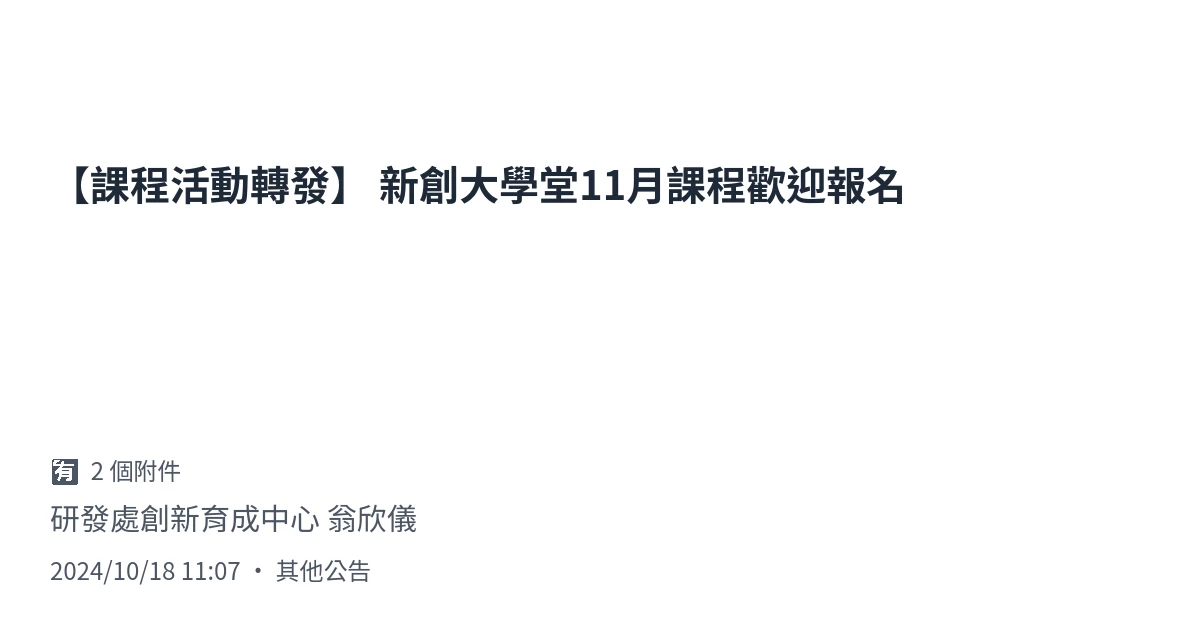 【課程活動轉發】 新創大學堂11月課程歡迎報名
🈶 2 個附件
研發處創新育成中心 翁欣儀
2024/10/18 11:07 • 其他公告